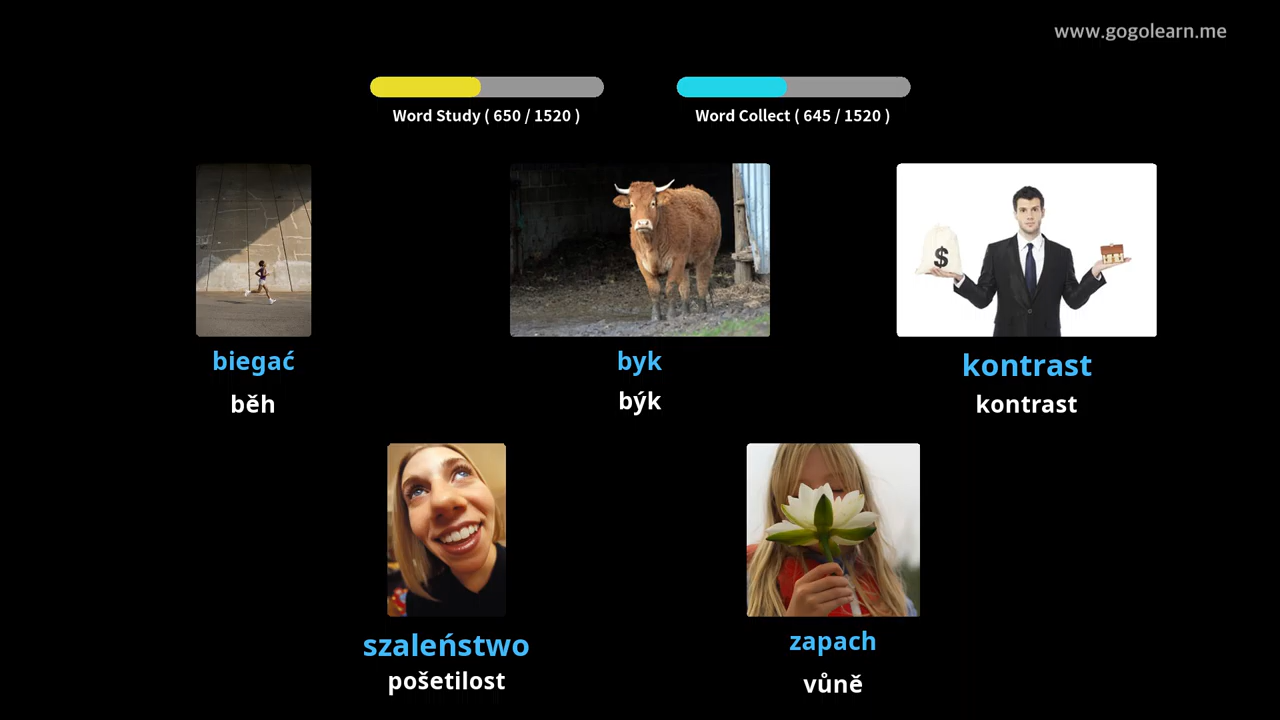 www.gogolearn.me
Word Study ( 650 / 1520 )
Word Collect ( 645 / 1520 )
$
biegać
běh
byk
býk
kontrast
kontrast
szaleństwo
pošetilost
zapach
vůně